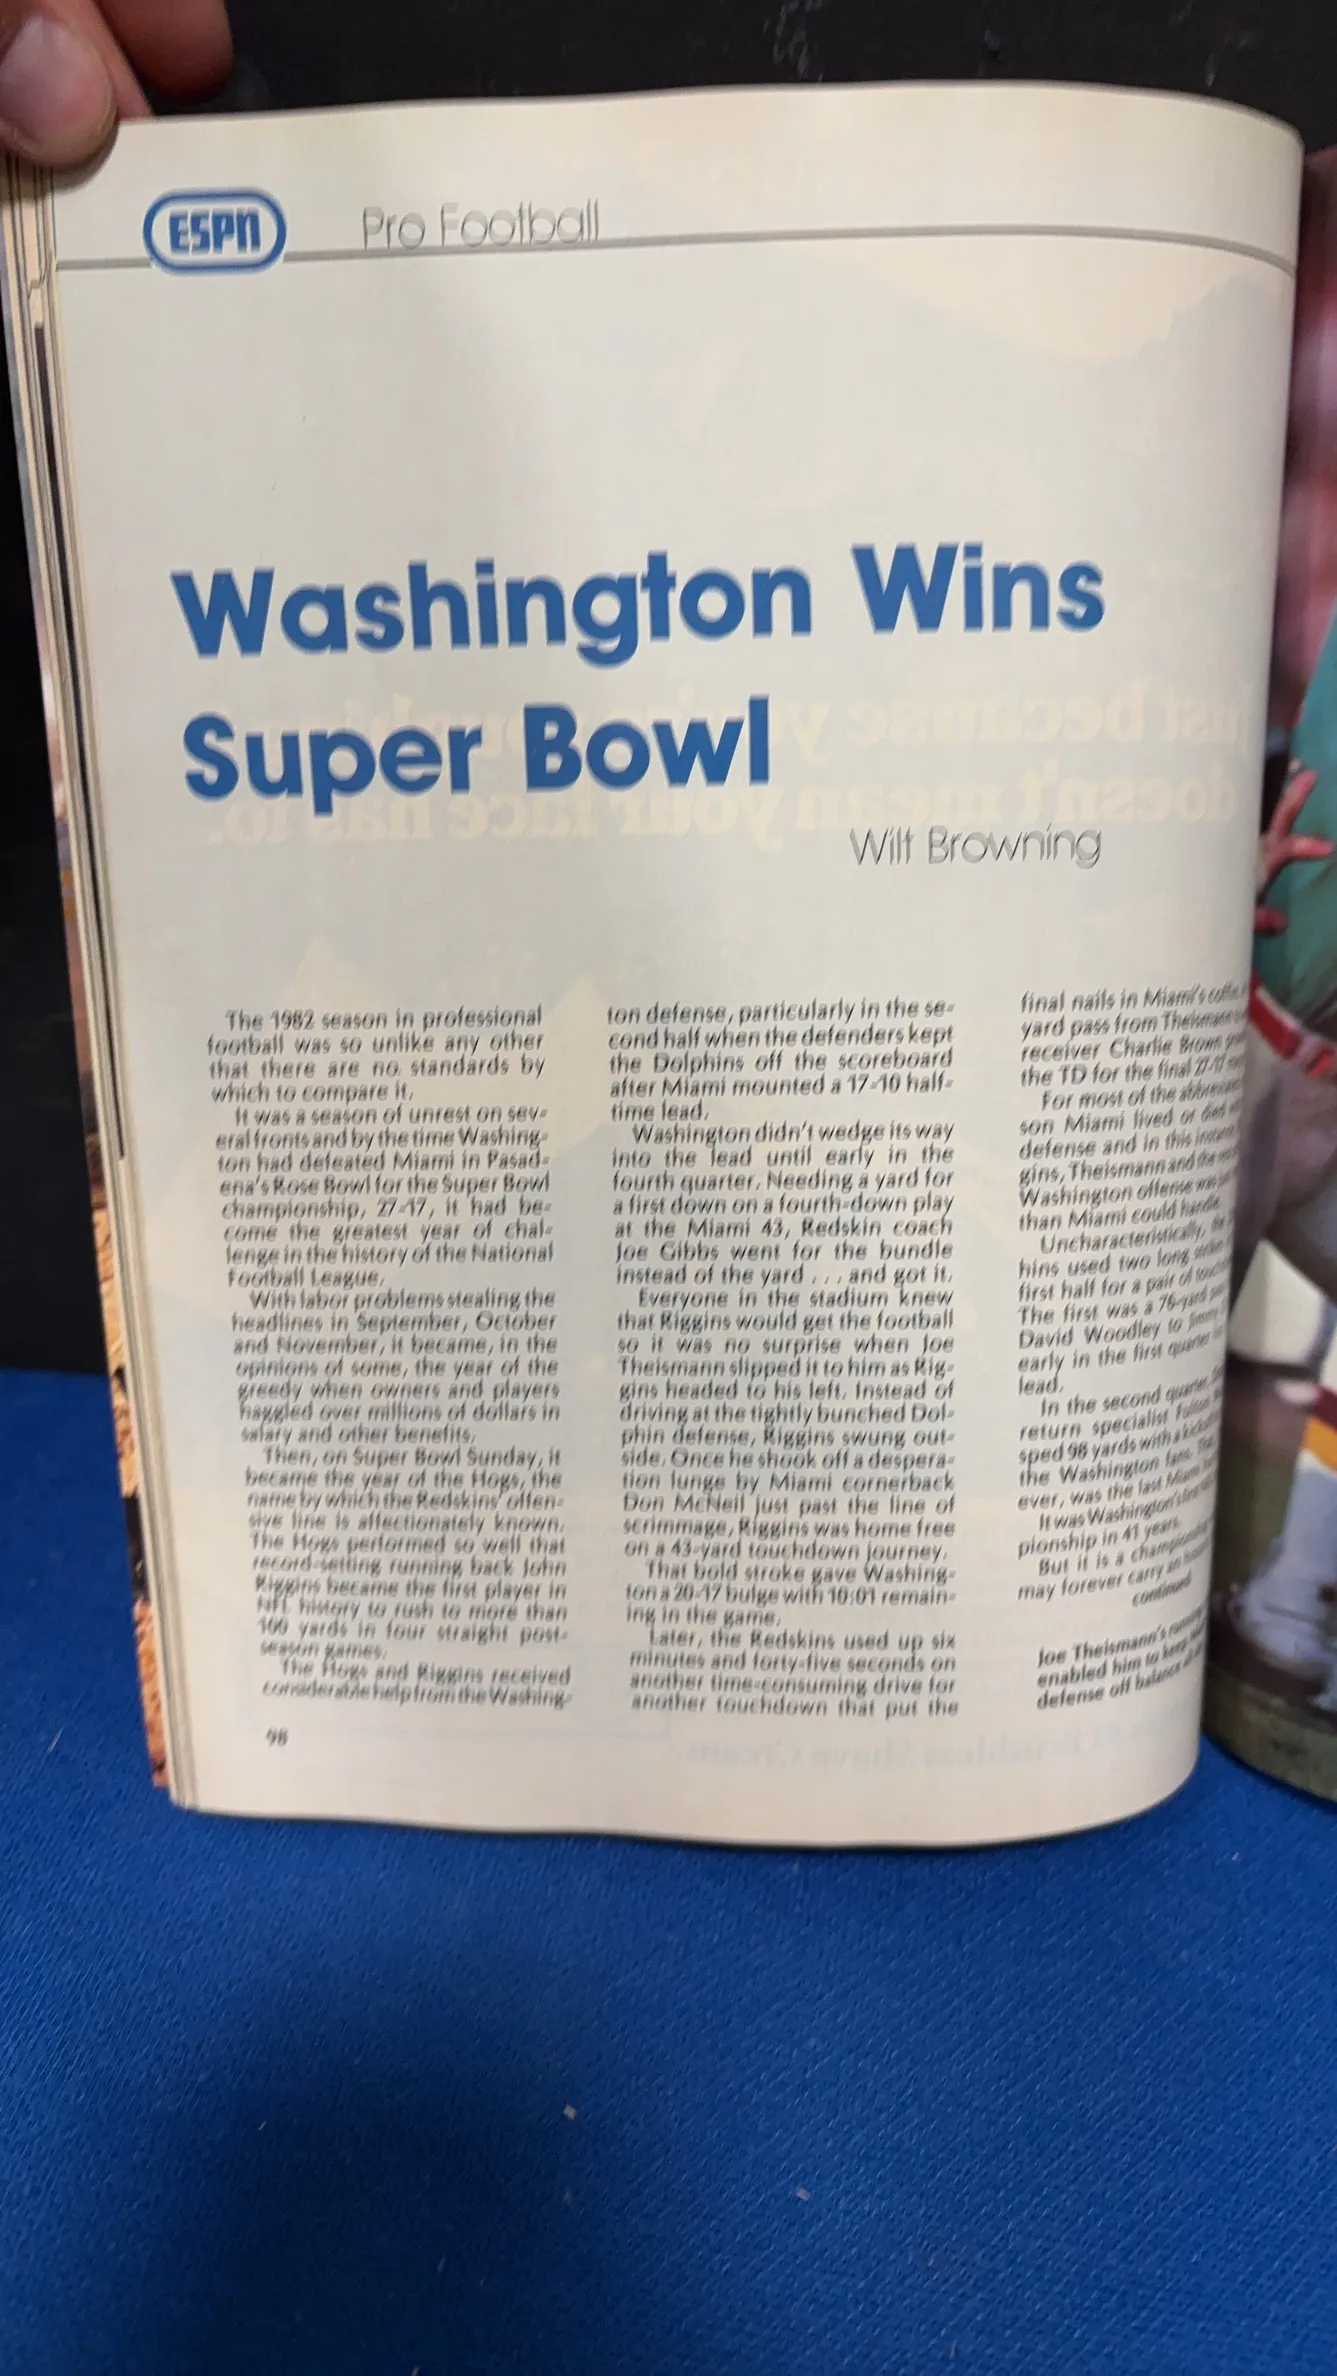 ESPN
Pro Football
Washington Wins
Super Bowl
Wilt Browning
The 1982 season in professional
football was so unlike any other
that there are no standards by
which to compare it.
It was a season of unrest on sev-
eral fronts and by the time Washing-
ton had defeated Miami in Pasad-
ena's Rose Bowl for the Super Bowl
championship, 27-17, it had be-
come the greatest year of chal-
lenge in the history of the National
Football League.
With labor problems stealing the
headlines in September, October
and November, it became, in the
opinions of some, the year of the
greedy when owners and players
haggled over millions of dollars in
salary and other benefits.
Then, on Super Bowl Sunday, it
became the year of the Hogs, the
name by which the Redskins' offen-
sive line is affectionately known.
The Hogs performed so well that
record-setting running back John
Riggins became the first player in
NFL history to rush to more than
100 yards in four straight post-
season games.
The Hogs and Riggins received
considerable help from the Washing-
98
ton defense, particularly in the se-
cond half when the defenders kept
the Dolphins off the scoreboard
after Miami mounted a 17-10 half-
time lead.
Washington didn't wedge its way
into the lead until early in the
fourth quarter. Needing a yard for
a first down on a fourth-down play
at the Miami 43, Redskin coach
Joe Gibbs went for the bundle
instead of the yard . . . and got it.
Everyone in the stadium knew
that Riggins would get the football
so it was no surprise when Joe
Theismann slipped it to him as Rig-
gins headed to his left. Instead of
driving at the tightly bunched Dol-
phin defense, Riggins swung out-
side. Once he shook off a despera-
tion lunge by Miami cornerback
Don McNeil just past the line of
scrimmage, Riggins was home free
on a 43-yard touchdown journey.
That bold stroke gave Washing-
ton a 20-17 bulge with 10:01 remain-
ing in the game.
Later, the Redskins used up six
minutes and forty-five seconds on
another time-consuming drive for
another touchdown that put the
final nails in Miami's
yard pass from Theismann
receiver Charlie Brown
the TD for the final 27-17
For most of the
son Miami lived or died
defense and in this
gins, Theismann and the
Washington offense was
than Miami could handle.
Uncharacteristically, the
hins used two long
first half for a pair of
The first was a 76-yard
David Woodley to Jimmy
early in the first quarter
lead.
In the second quarter,
return specialist Fulton
sped 98 yards with a
the Washington fans.
ever, was the last Miami
It was Washington's first
pionship in 41 years.
But it is a championship
may forever carry an
continued
Joe Theismann's
enabled him to keep
defense off balance